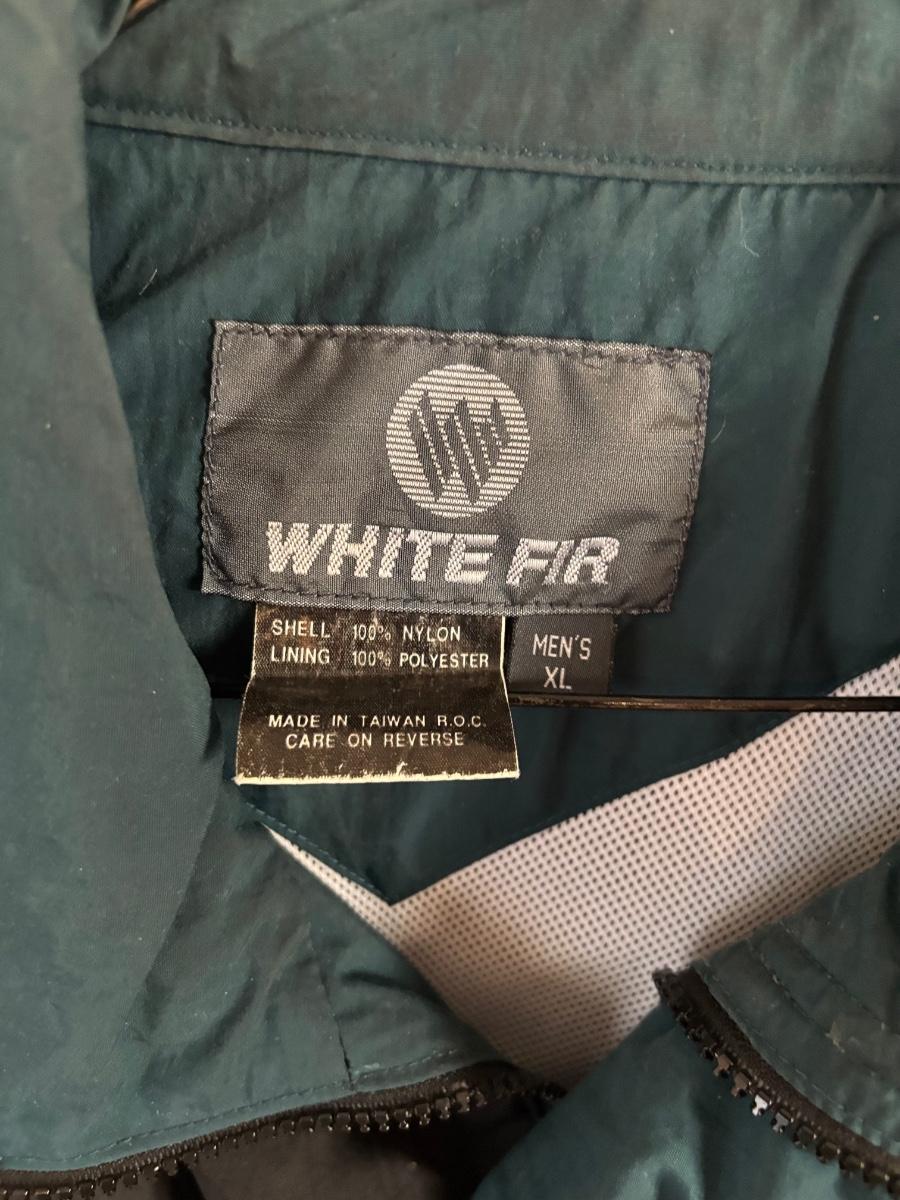 WHITE FIR
SHELL 100% NYLON
LINING 100% POLYESTER
MADE IN TAIWAN R.O.C.
CARE ON REVERSE
MEN'S
XL